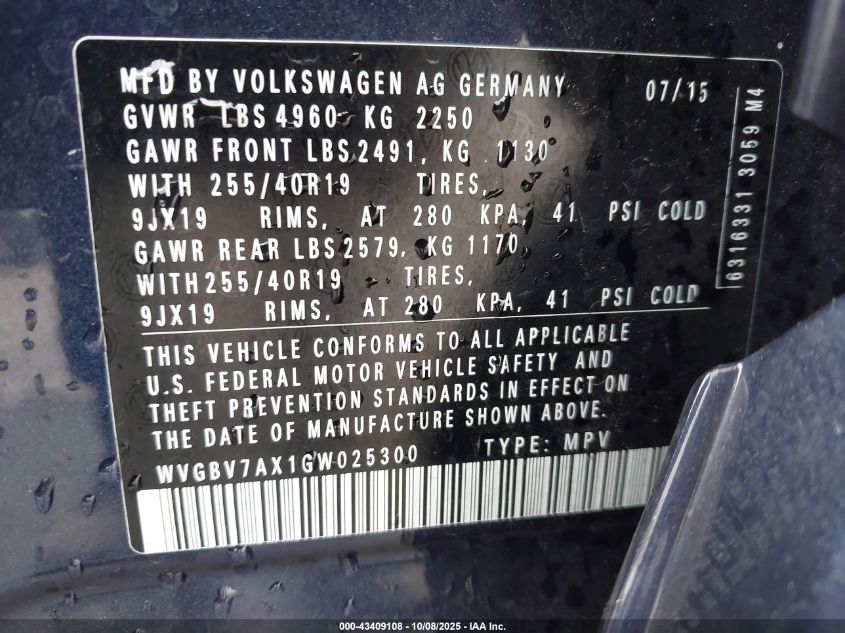 MFD BY VOLKSWAGEN AG GERMANY 07/15
GVWR LBS 4960 KG 2250
GAWR FRONT LBS 2491, KG 1130
WITH 255/40R19 TIRES,
9JX19 RIMS, AT 280 KPA, 41 PSI COLD
GAWR REAR LBS 2579, KG 1170
WITH 255/40R19 TIRES,
9JX19 RIMS, AT 280 KPA, 41 PSI COLD
6316331 3059 M4
THIS VEHICLE CONFORMS TO ALL APPLICABLE
U.S. FEDERAL MOTOR VEHICLE SAFETY AND
THEFT PREVENTION STANDARDS IN EFFECT ON
THE DATE OF MANUFACTURE SHOWN ABOVE.
WVGBV7AX1GW025300 TYPE: MPV
000-43409108 - 10/08/2025 - IAA Inc.